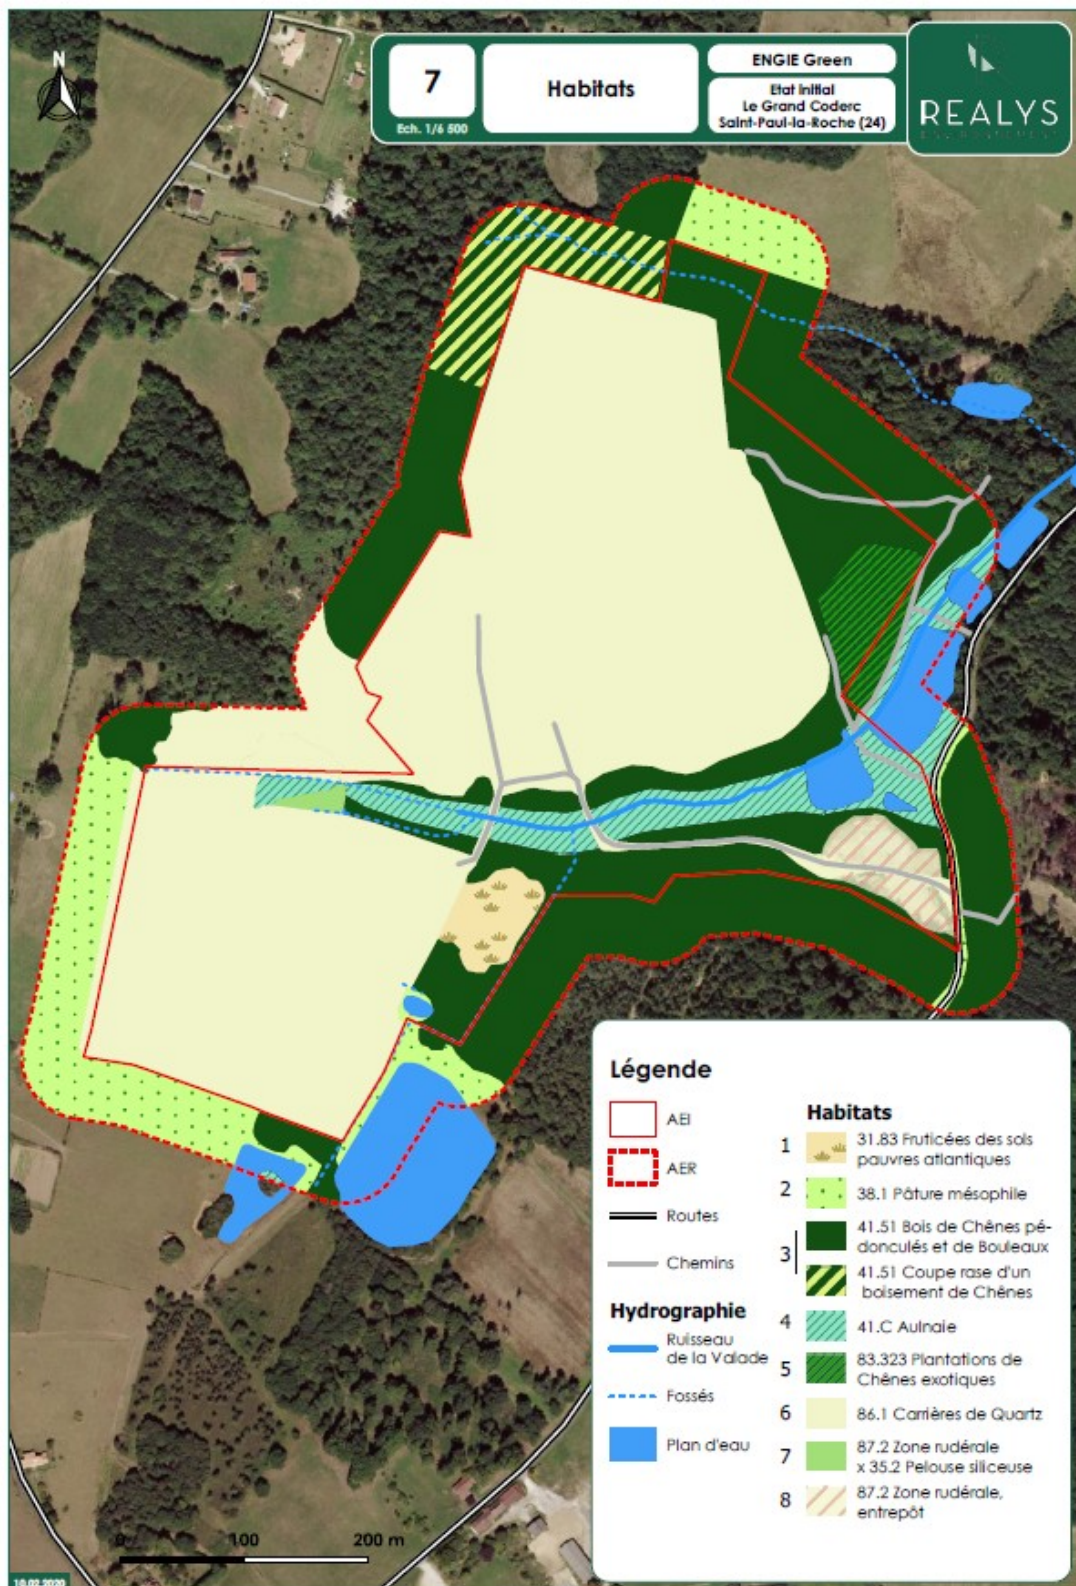 N
7
Ech. 1/6 500
Habitats
ENGIE Green
Etat initial
Le Grand Coderc
Saint-Paul-la-Roche (24)
REALYS
ENVIRONNEMENT
Légende
AEI
AER
Routes
Chemins
Hydrographie
Ruisseau
de la Valade
Fossés
Plan d'eau
Habitats
1
31.83 Fruticées des sols
pauvres atlantiques
2
38.1 Pâture mésophile
3
41.51 Bois de Chênes pé-
donculés et de Bouleaux
41.51 Coupe rase d'un
boisement de Chênes
4
41.C Aulnaie
5
83.323 Plantations de
Chênes exotiques
6
86.1 Carrières de Quartz
7
87.2 Zone rudérale
x 35.2 Pelouse siliceuse
8
87.2 Zone rudérale,
entrepôt
0 100 200 m
10.02.2020